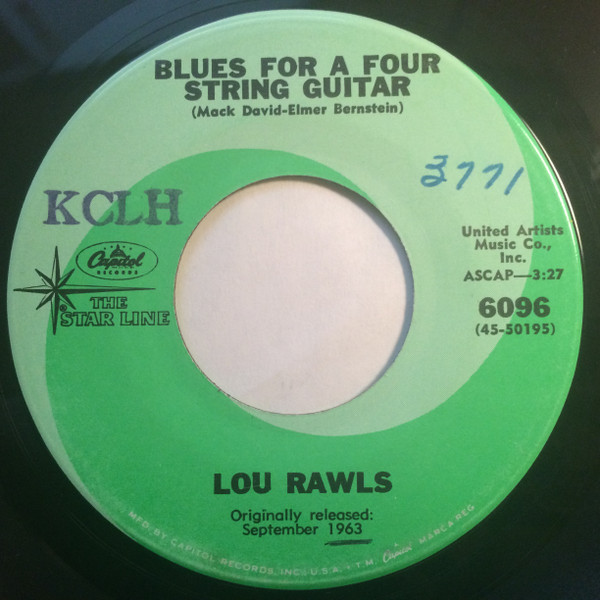 BLUES FOR A FOUR
STRING GUITAR
(Mack David-Elmer Bernstein)
3771
KCLH
United Artists
Music Co.,
Inc.
ASCAP—3:27
Capitol
RECORDS
®
THE
STAR LINE
6096
(45-50195)
LOU RAWLS
Originally released:
September 1963
MFD. BY CAPITOL RECORDS, INC., U.S.A. • T.M. Capitol MARCA REG.